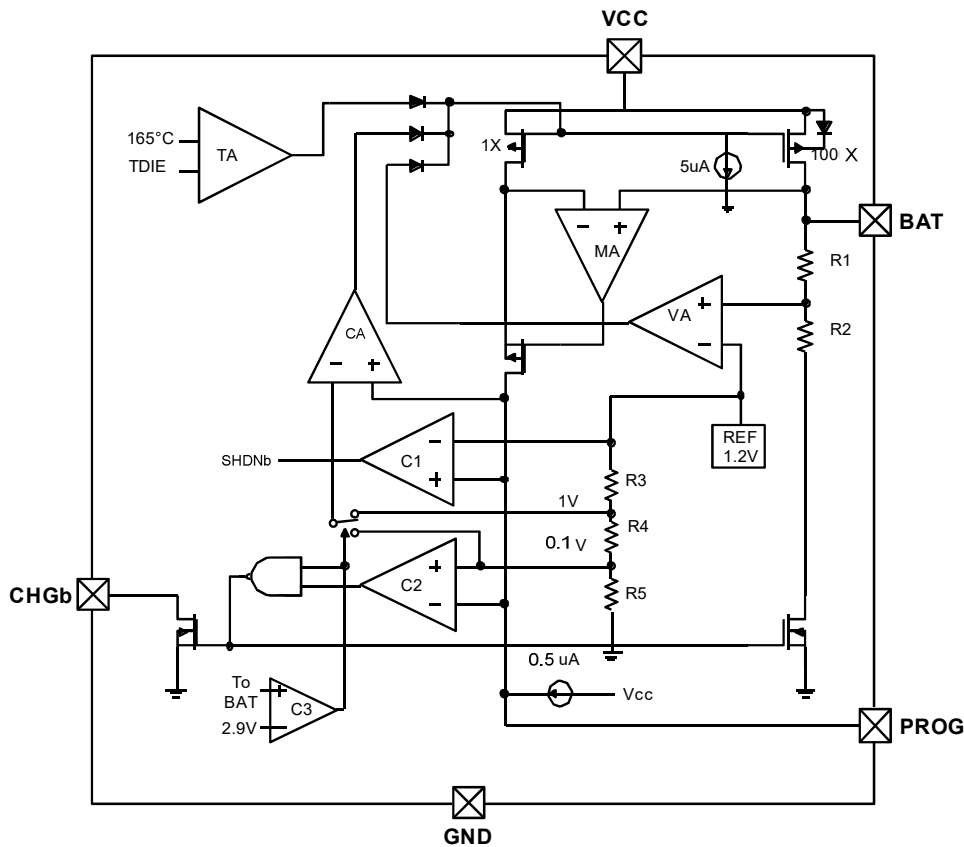 VCC
165°C
TDIE
TA
1X
5uA
100 X
BAT
− +
MA
R1
VA
+
−
R2
CA
− +
REF
1.2V
SHDNb
C1
−
+
R3
1V
R4
0.1 V
C2
+
−
R5
CHGb
0.5 uA
Vcc
To
BAT
2.9V
+
−
C3
PROG
GND